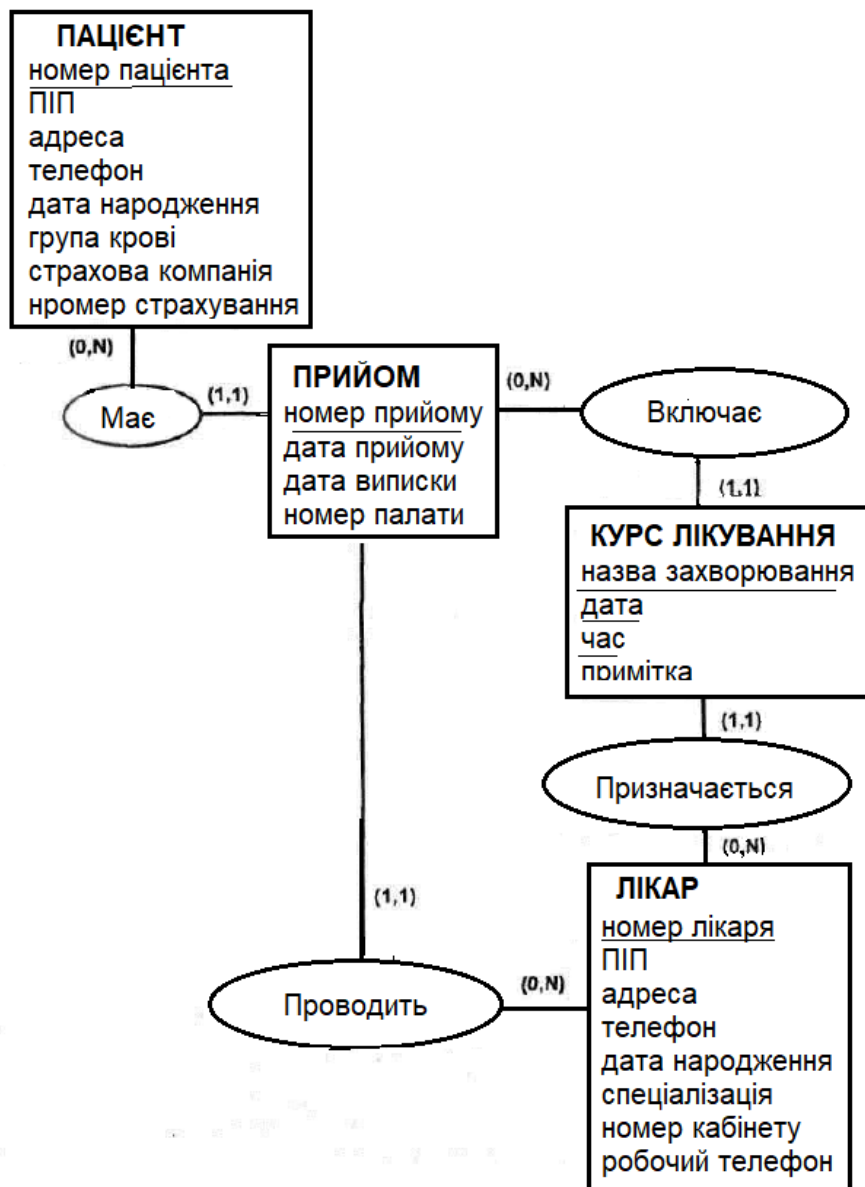 ПАЦІЄНТ
номер пацієнта
ПІП
адреса
телефон
дата народження
група крові
страхова компанія
нромер страхування
(0,N)
Має
(1,1)
ПРИЙОМ
номер прийому
дата прийому
дата виписки
номер палати
(0,N)
Включає
(1,1)
КУРС ЛІКУВАННЯ
назва захворювання
дата
час
примітка
(1,1)
Призначається
(0,N)
ЛІКАР
номер лікаря
ПІП
адреса
телефон
дата народження
спеціалізація
номер кабінету
робочий телефон
(1,1)
Проводить
(0,N)